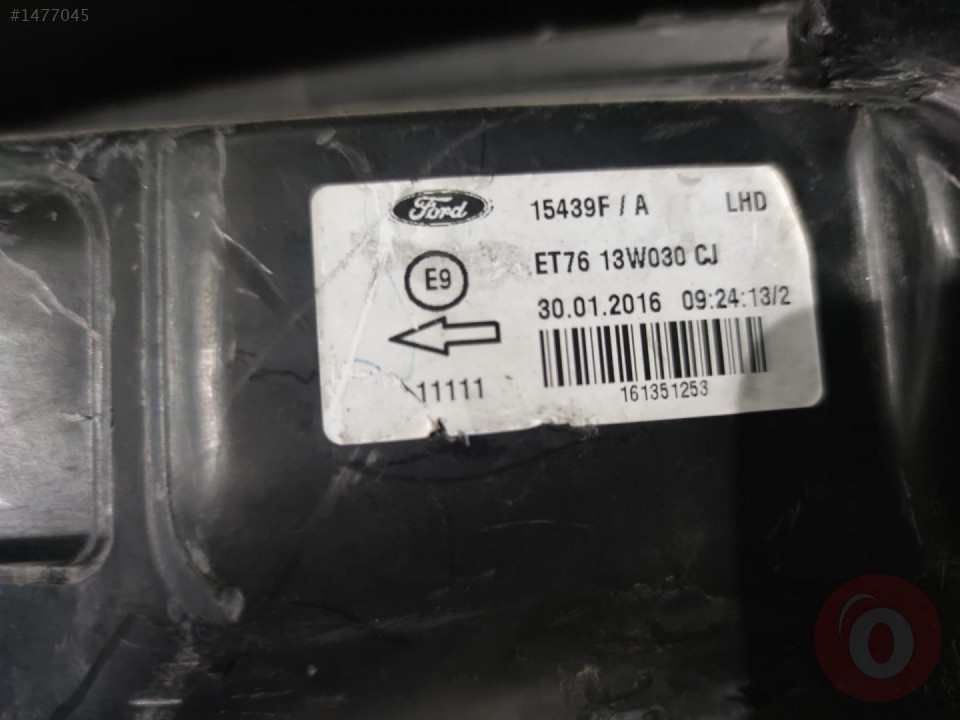 #1477045
Ford 15439F / A LHD
E9 ET76 13W030 CJ
30.01.2016 09:24:13/2
11111
161351253
O